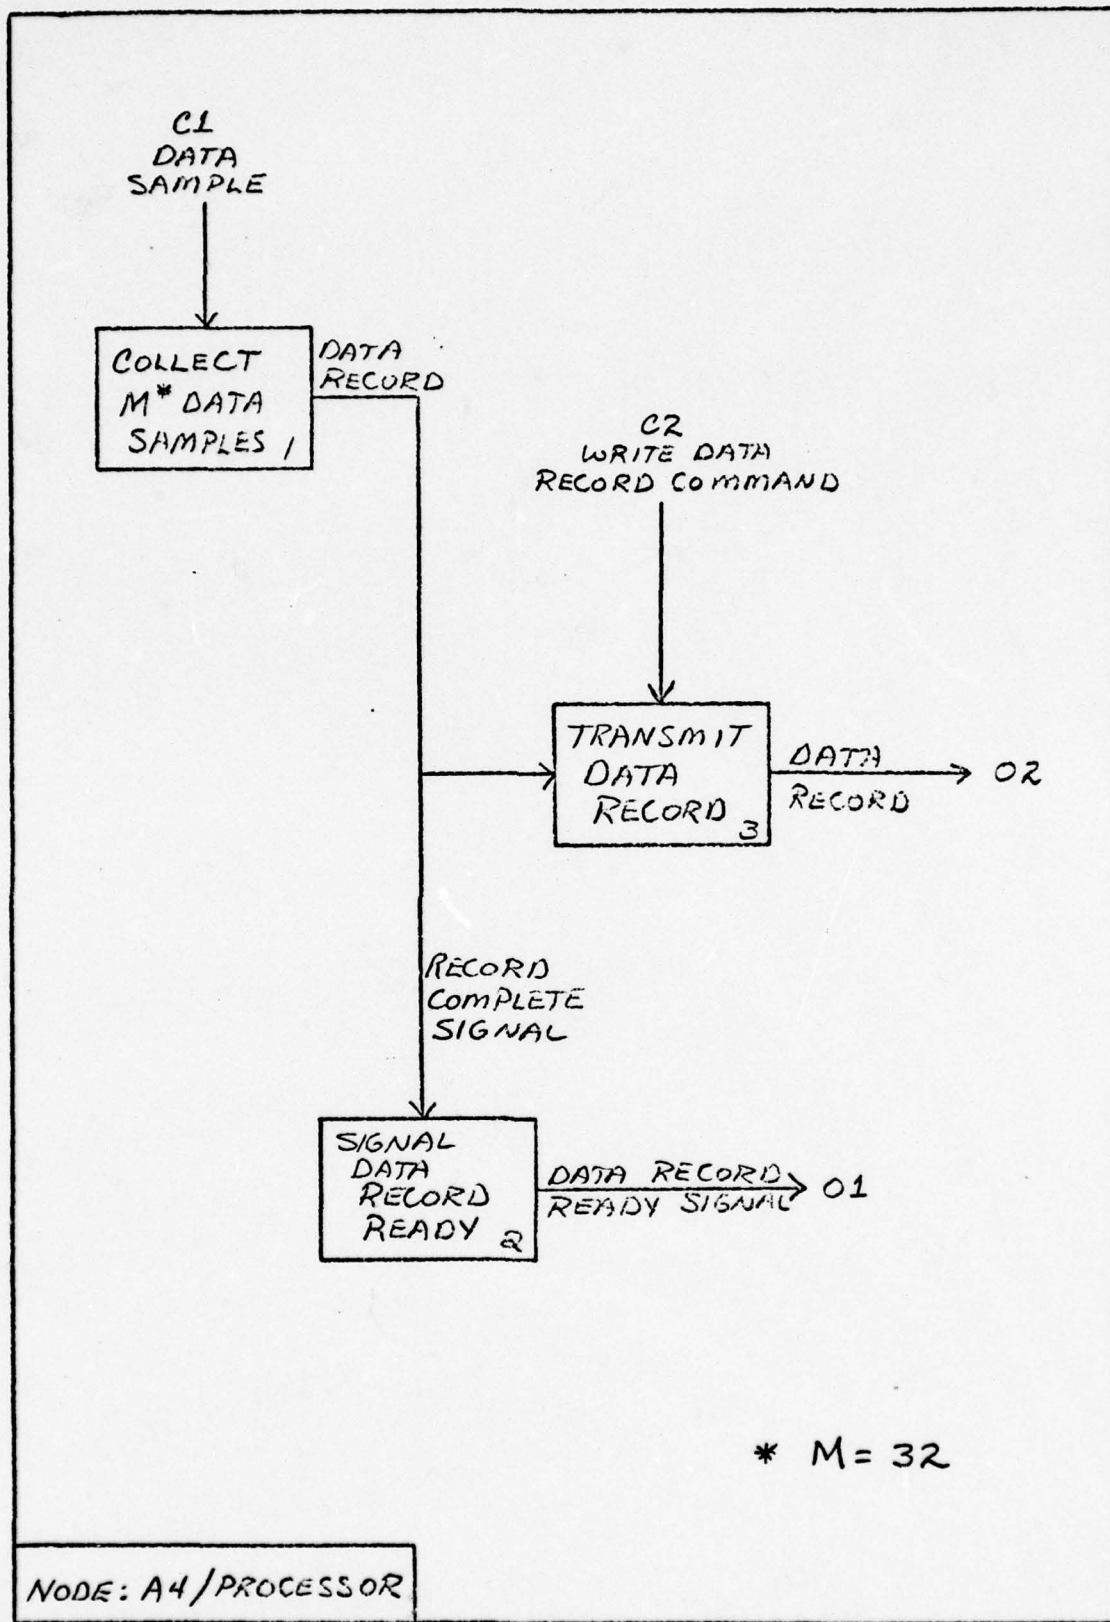 C1
DATA
SAMPLE
COLLECT
M* DATA
SAMPLES 1
DATA
RECORD
C2
WRITE DATA
RECORD COMMAND
TRANSMIT
DATA
RECORD 3
DATA
RECORD
O2
RECORD
COMPLETE
SIGNAL
SIGNAL
DATA
RECORD
READY 2
DATA RECORD
READY SIGNAL
O1
* M = 32
NODE: A4/PROCESSOR